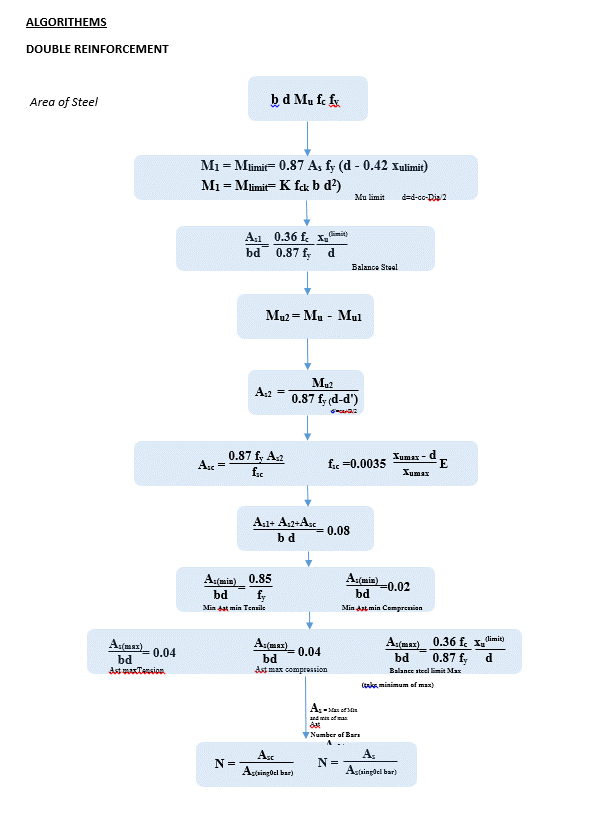 ALGORITHEMS
DOUBLE REINFORCEMENT
Area of Steel
b d Mu fc fy
M1 = Mlimit= 0.87 As fy (d - 0.42 xulimit)
M1 = Mlimit= K fck b d²)
Mu limit d=d-cc-Dia/2
As1/bd = 0.36 fc/0.87 fy xu(limit)/d
Balance Steel
Mu2 = Mu - Mu1
As2 = Mu2/0.87 fy (d-d')
Asc = 0.87 fy As2/fsc fsc =0.0035 xumax - d/xumax E
As1+ As2+Asc/b d = 0.08
As(min)/bd = 0.85/fy As(min)/bd =0.02
Min Ast min Tensile Min Ast min Compression
As(max)/bd = 0.04 As(max)/bd = 0.04 As(max)/bd = 0.36 fc/0.87 fy xu(limit)/d
Ast maxTension Ast max compression Balance steel limit Max
(take minimum of max)
As = Max of Min
and min of max
Ast
Number of Bars
N = Asc/As(sing0el bar) N = As/As(sing0el bar)